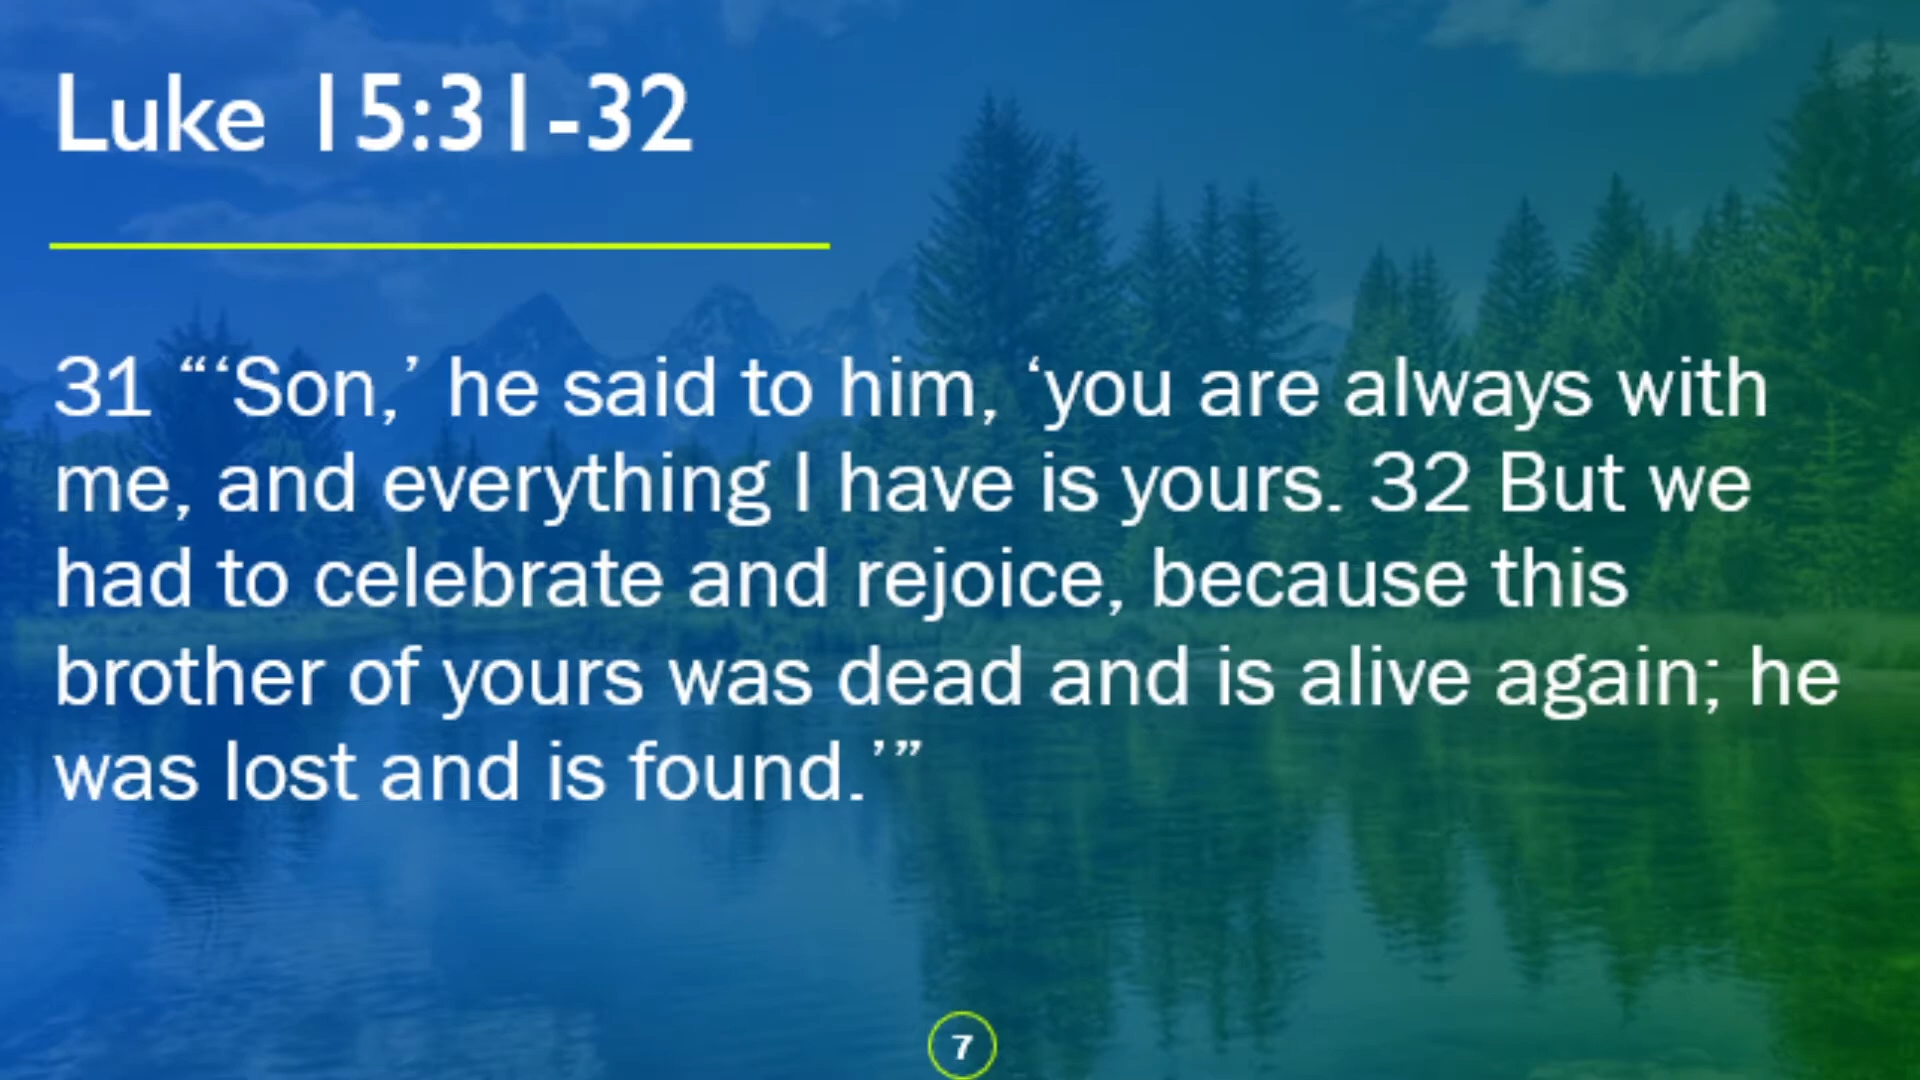 Luke 15:31-32
31 “‘Son,’ he said to him, ‘you are always with
me, and everything I have is yours. 32 But we
had to celebrate and rejoice, because this
brother of yours was dead and is alive again; he
was lost and is found.’”
7